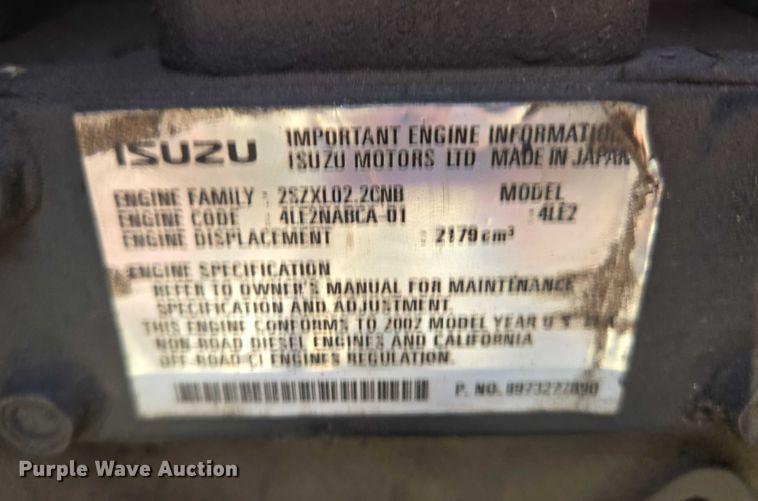 ISUZU
IMPORTANT ENGINE INFORMATIO
ISUZU MOTORS LTD MADE IN JAPAN
ENGINE FAMILY : 2SZXL02.2CNB MODEL
ENGINE CODE : 4LE2NABCA-01 : 4LE2
ENGINE DISPLACEMENT : 2179 cm³
ENGINE SPECIFICATION
REFER TO OWNER'S MANUAL FOR MAINTENANCE
SPECIFICATION AND ADJUSTMENT.
THIS ENGINE CONFORMS TO 2002 MODEL YEAR U.S.
NON-ROAD DIESEL ENGINES AND CALIFORNIA
OFF-ROAD CI ENGINES REGULATION.
P. NO.
Purple Wave Auction